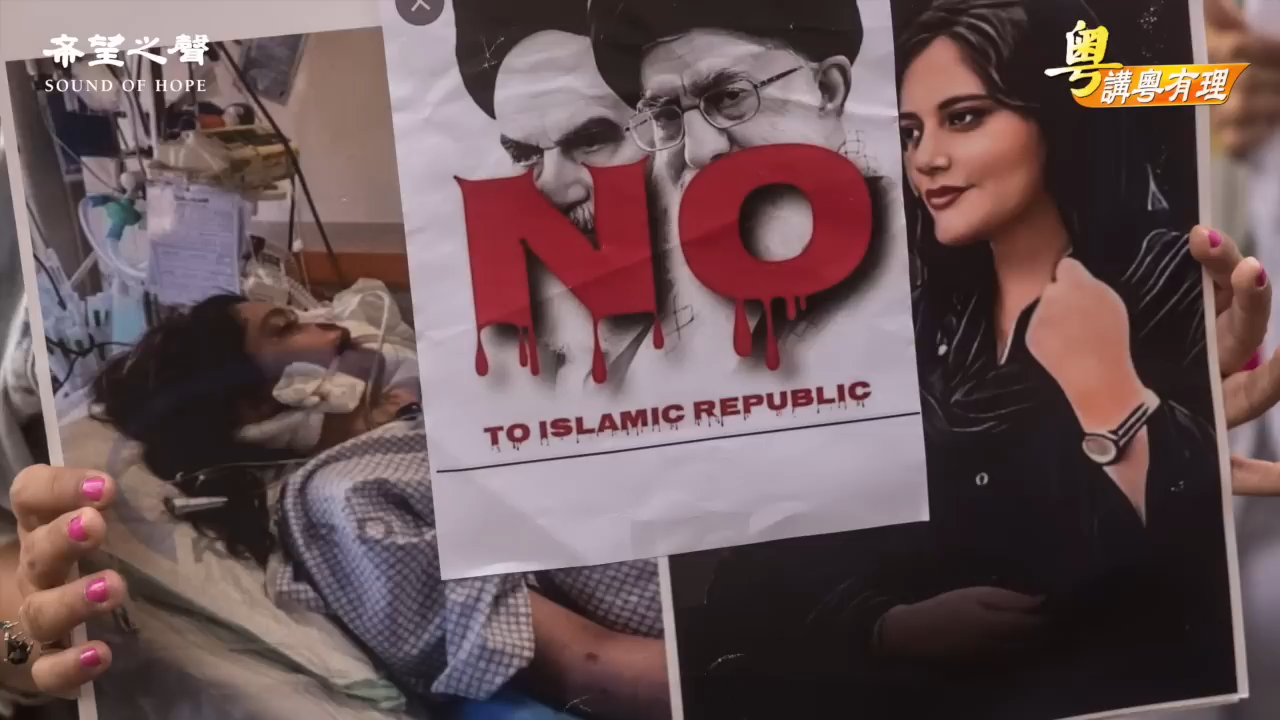 希望之聲
SOUND OF HOPE
粵
講粵有理
NO
TO ISLAMIC REPUBLIC